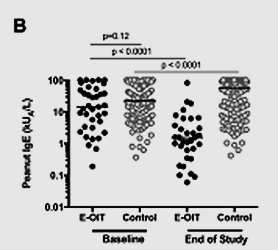 B
p=0.12
p < 0.0001
p < 0.0001
Peanut IgE (kUA/L)
100
10
1
0.1
0.01
E-OIT Control E-OIT Control
Baseline End of Study